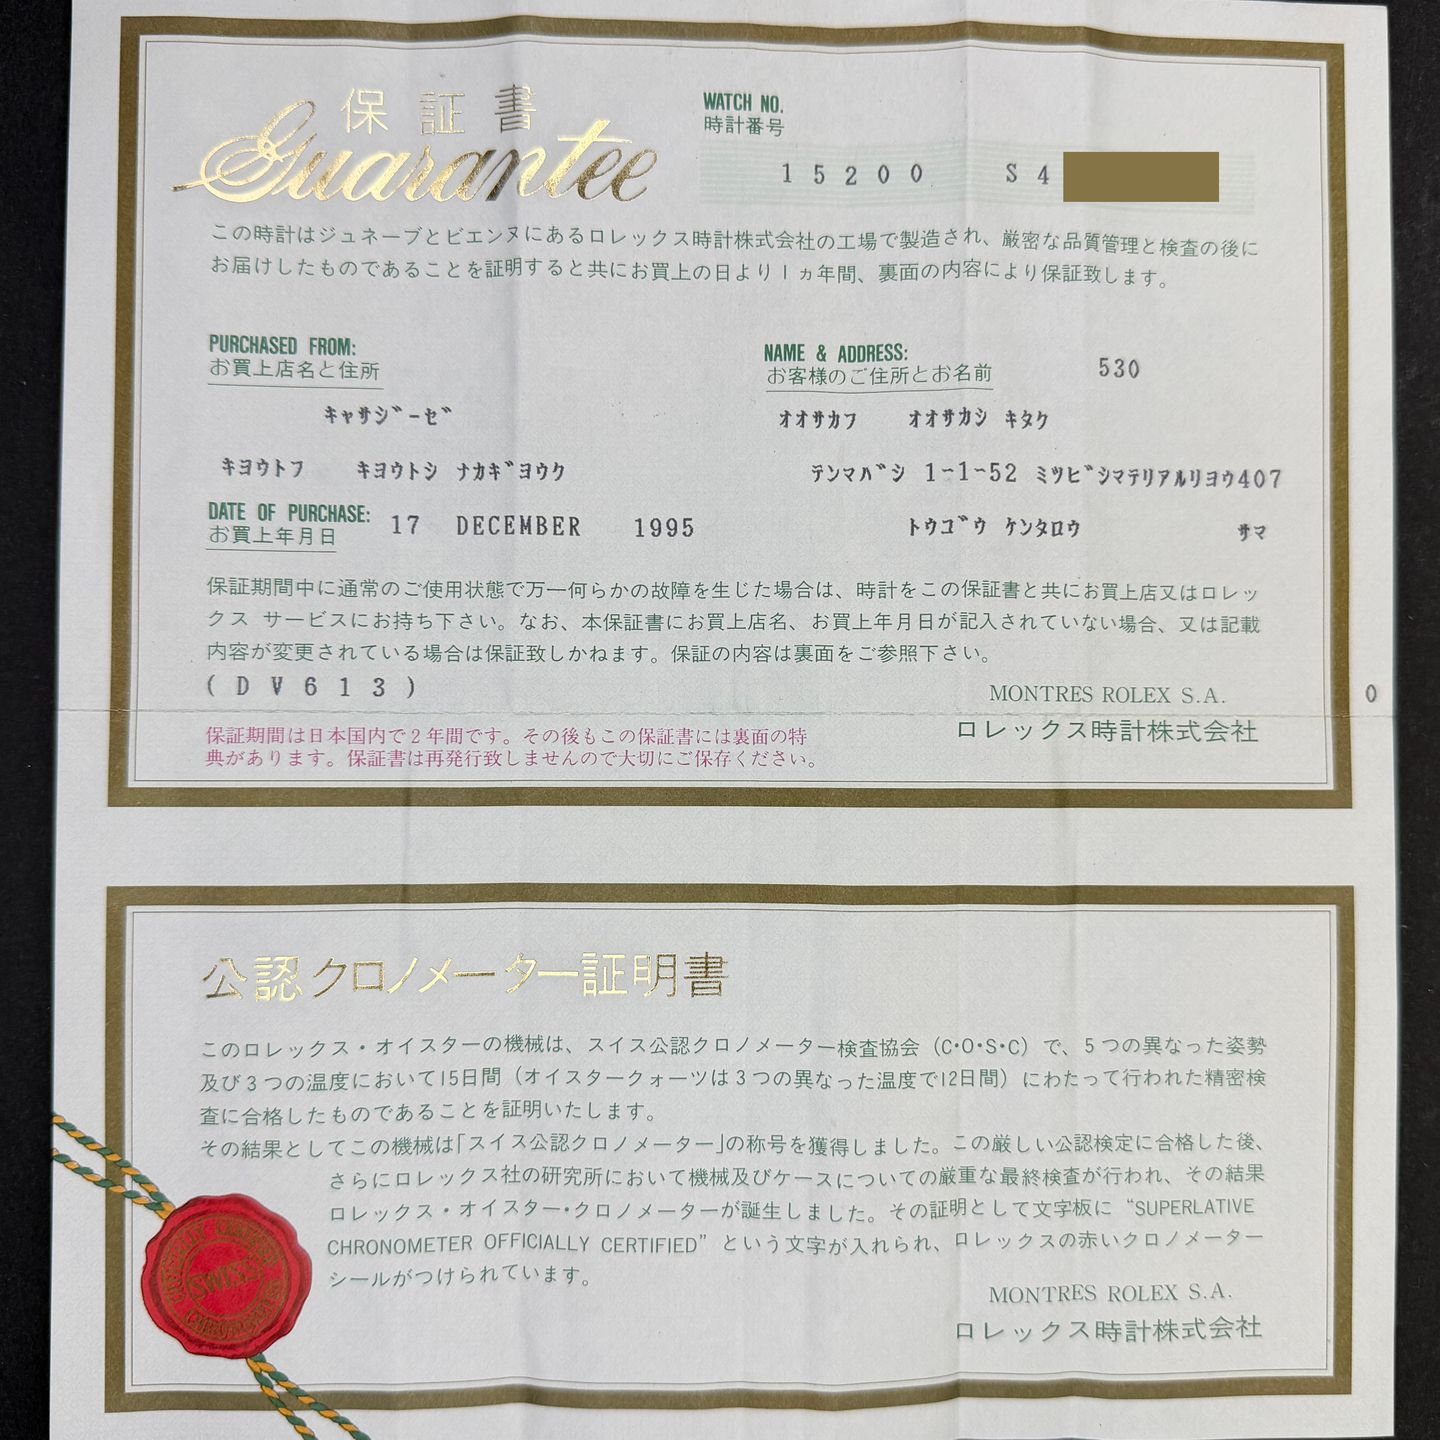 保証書
Guarantee
WATCH NO.
時計番号
15200 S4
この時計はジュネーブとビエンヌにあるロレックス時計株式会社の工場で製造され、厳密な品質管理と検査の後に
お届けしたものであることを証明すると共にお買上の日より1ヵ年間、裏面の内容により保証致します。
PURCHASED FROM:
お買上店名と住所
キャサジーゼ
キヨウトフ キヨウトシ ナカギヨウク
NAME & ADDRESS: 530
お客様のご住所とお名前
オオサカフ オオサカシ キタク
テンマバシ 1-1-52 ミツビシマテリアルリヨウ407
トウゴウ ケンタロウ サマ
DATE OF PURCHASE: 17 DECEMBER 1995
お買上年月日
保証期間中に通常のご使用状態で万一何らかの故障を生じた場合は、時計をこの保証書と共にお買上店又はロレッ
クス サービスにお持ち下さい。なお、本保証書にお買上店名、お買上年月日が記入されていない場合、又は記載
内容が変更されている場合は保証致しかねます。保証の内容は裏面をご参照下さい。
(DV613)
MONTRES ROLEX S.A.
ロレックス時計株式会社
0
保証期間は日本国内で2年間です。その後もこの保証書には裏面の特
典があります。保証書は再発行致しませんので大切にご保存ください。
公認クロノメーター証明書
このロレックス・オイスターの機械は、スイス公認クロノメーター検査協会(C・O・S・C)で、5つの異なった姿勢
及び3つの温度において15日間(オイスタークォーツは3つの異なった温度で12日間)にわたって行われた精密検
査に合格したものであることを証明いたします。
その結果としてこの機械は「スイス公認クロノメーター」の称号を獲得しました。この厳しい公認検定に合格した後、
さらにロレックス社の研究所において機械及びケースについての厳重な最終検査が行われ、その結果
ロレックス・オイスター・クロノメーターが誕生しました。その証明として文字板に“SUPERLATIVE
CHRONOMETER OFFICIALLY CERTIFIED”という文字が入れられ、ロレックスの赤いクロノメーター
シールがつけられています。
MONTRES ROLEX S.A.
ロレックス時計株式会社
SWISS